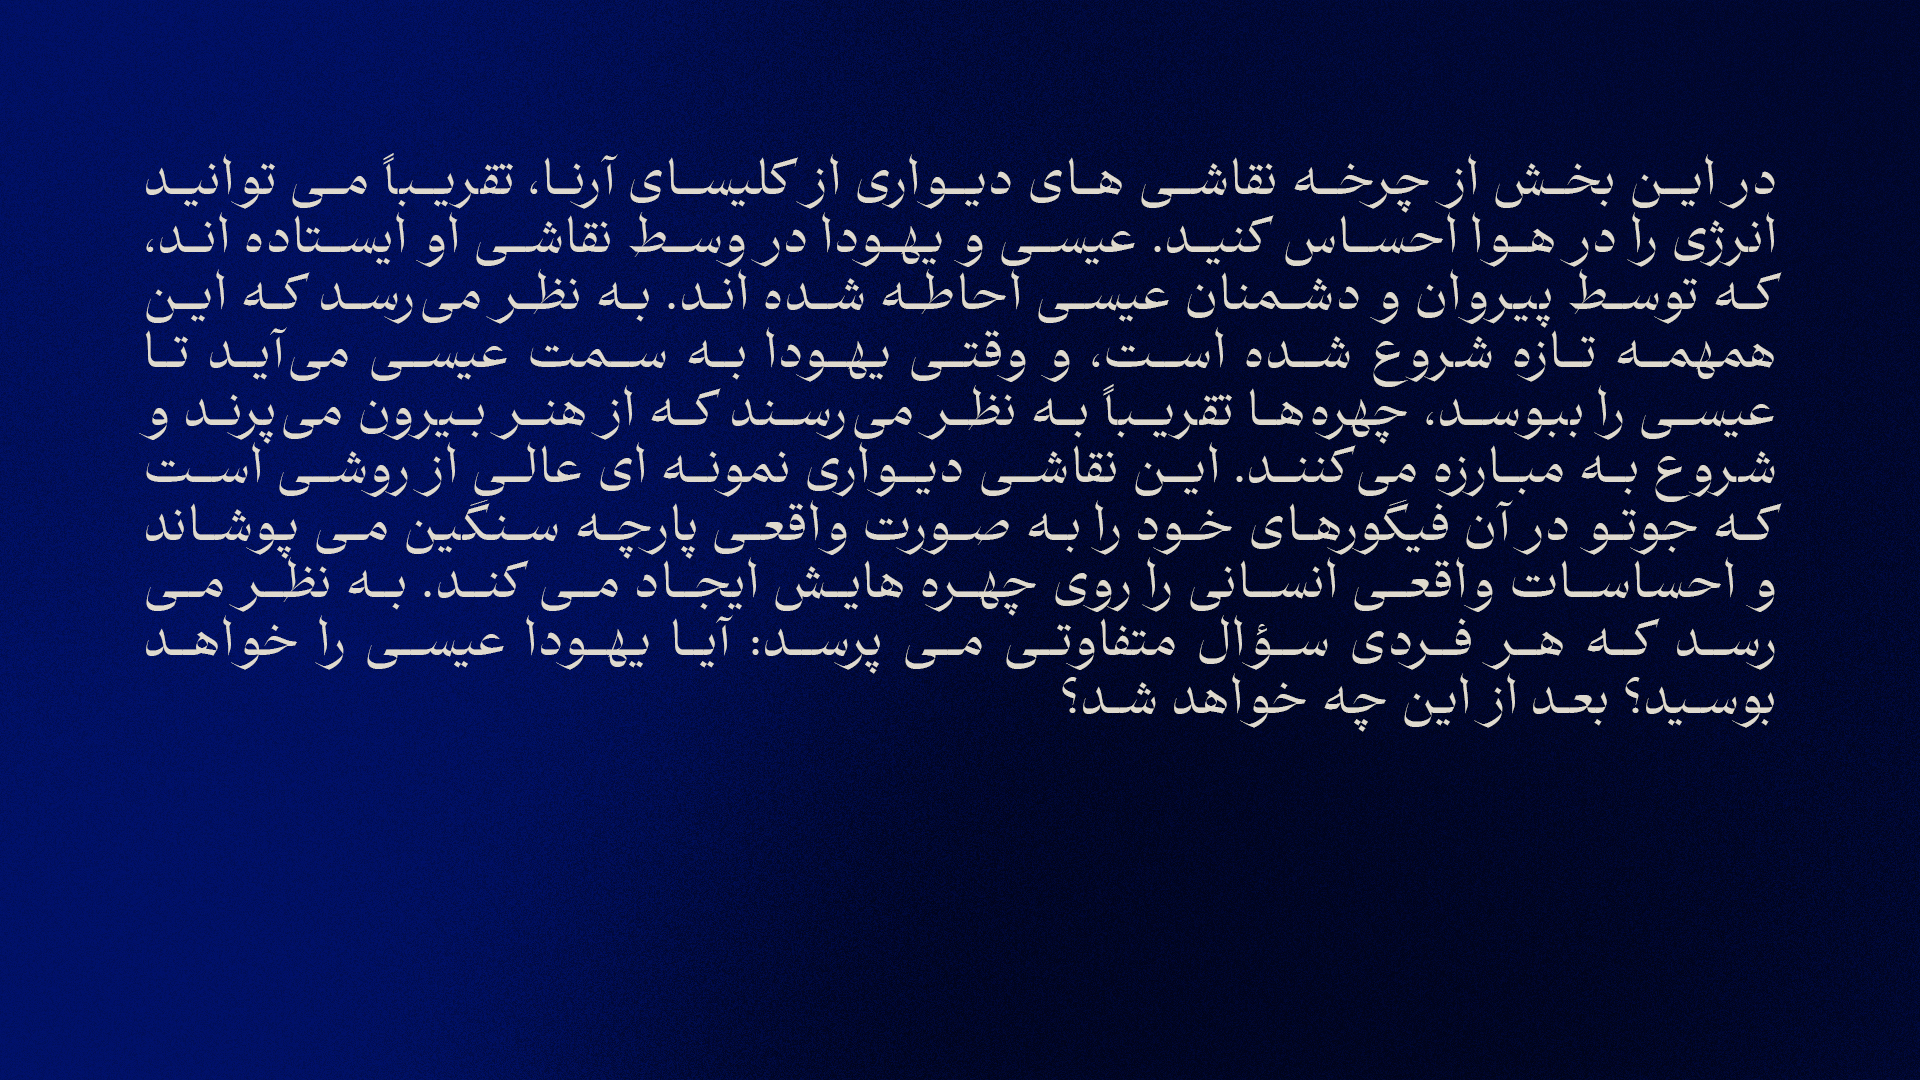 در این بخش از چرخه نقاشی های دیواری از کلیسای آرنا، تقریباً می توانید
انرژی را در هوا احساس کنید. عیسی و یهودا در وسط نقاشی او ایستاده اند،
که توسط پیروان و دشمنان عیسی احاطه شده اند. به نظر می‌رسد که این
همهمه تازه شروع شده است، و وقتی یهودا به سمت عیسی می‌آید تا
عیسی را ببوسد، چهره‌ها تقریباً به نظر می‌رسند که از هنر بیرون می‌پرند و
شروع به مبارزه می‌کنند. این نقاشی دیواری نمونه ای عالی از روشی است
که جوتو در آن فیگورهای خود را به صورت واقعی پارچه سنگین می پوشاند
و احساسات واقعی انسانی را روی چهره هایش ایجاد می کند. به نظر می
رسد که هر فردی سؤال متفاوتی می پرسد: آیا یهودا عیسی را خواهد
بوسید؟ بعد از این چه خواهد شد؟